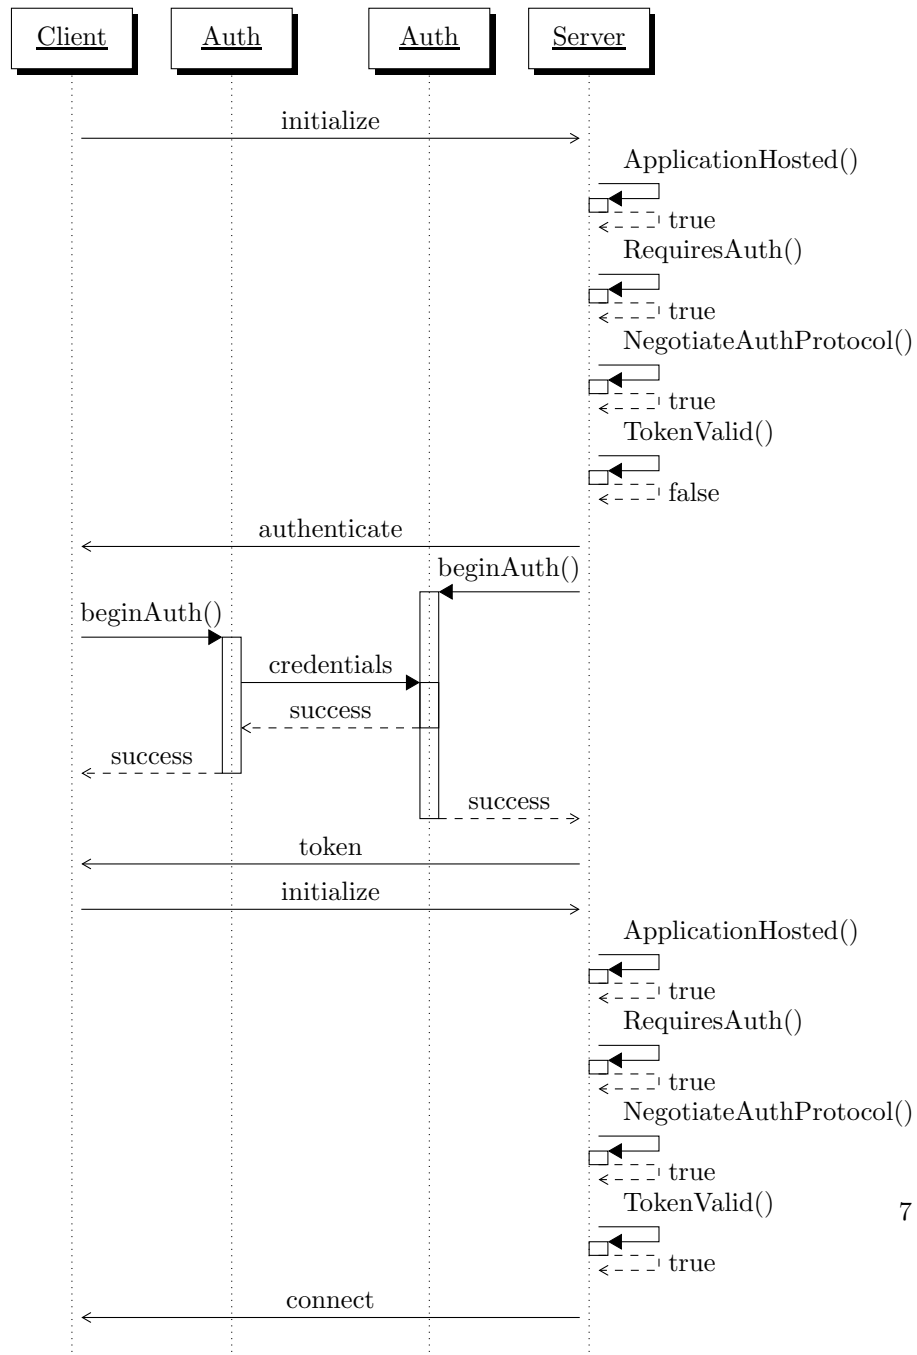 Client Auth Auth Server
initialize
ApplicationHosted()
true
RequiresAuth()
true
NegotiateAuthProtocol()
true
TokenValid()
false
authenticate
beginAuth()
beginAuth()
credentials
success
success
success
token
initialize
ApplicationHosted()
true
RequiresAuth()
true
NegotiateAuthProtocol()
true
TokenValid()
7
true
connect